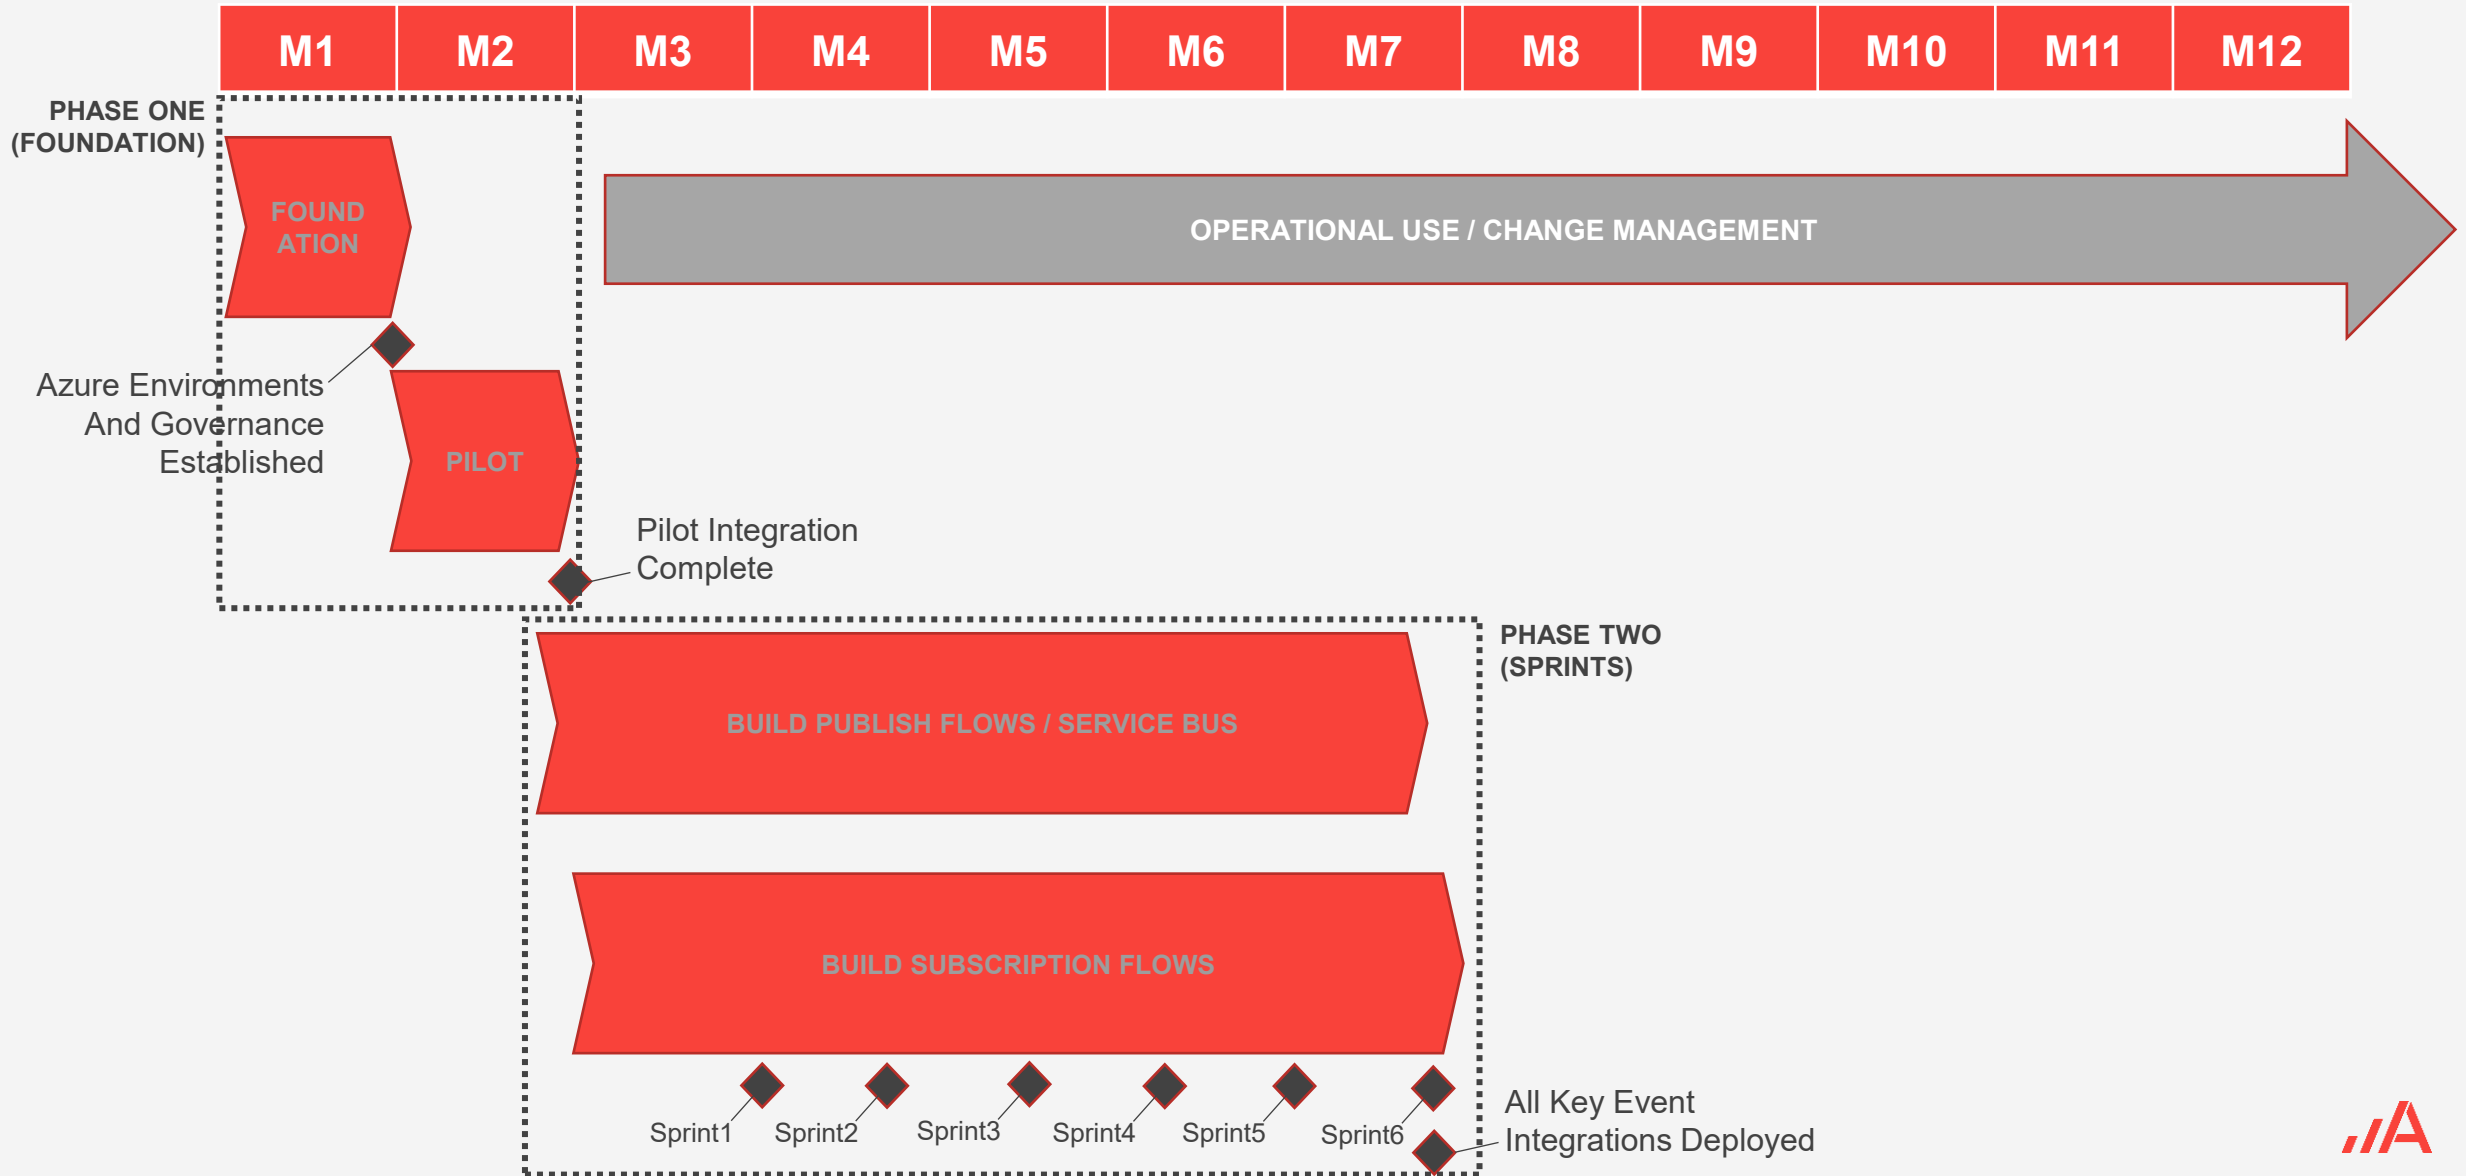 M1 M2 M3 M4 M5 M6 M7 M8 M9 M10 M11 M12
PHASE ONE
(FOUNDATION)
FOUND
ATION
OPERATIONAL USE / CHANGE MANAGEMENT
Azure Environments
And Governance
Established
PILOT
Pilot Integration
Complete
PHASE TWO
(SPRINTS)
BUILD PUBLISH FLOWS / SERVICE BUS
BUILD SUBSCRIPTION FLOWS
Sprint1 Sprint2 Sprint3 Sprint4 Sprint5 Sprint6
All Key Event
Integrations Deployed